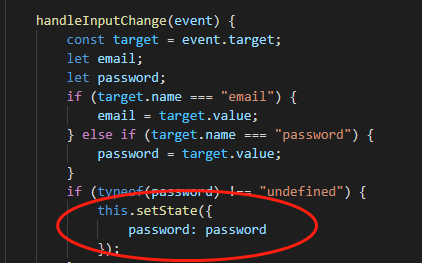 handleInputChange(event) {
const target = event.target;
let email;
let password;
if (target.name === "email") {
email = target.value;
} else if (target.name === "password") {
password = target.value;
}
if (typeof(password) !== "undefined") {
this.setState({
password: password
});